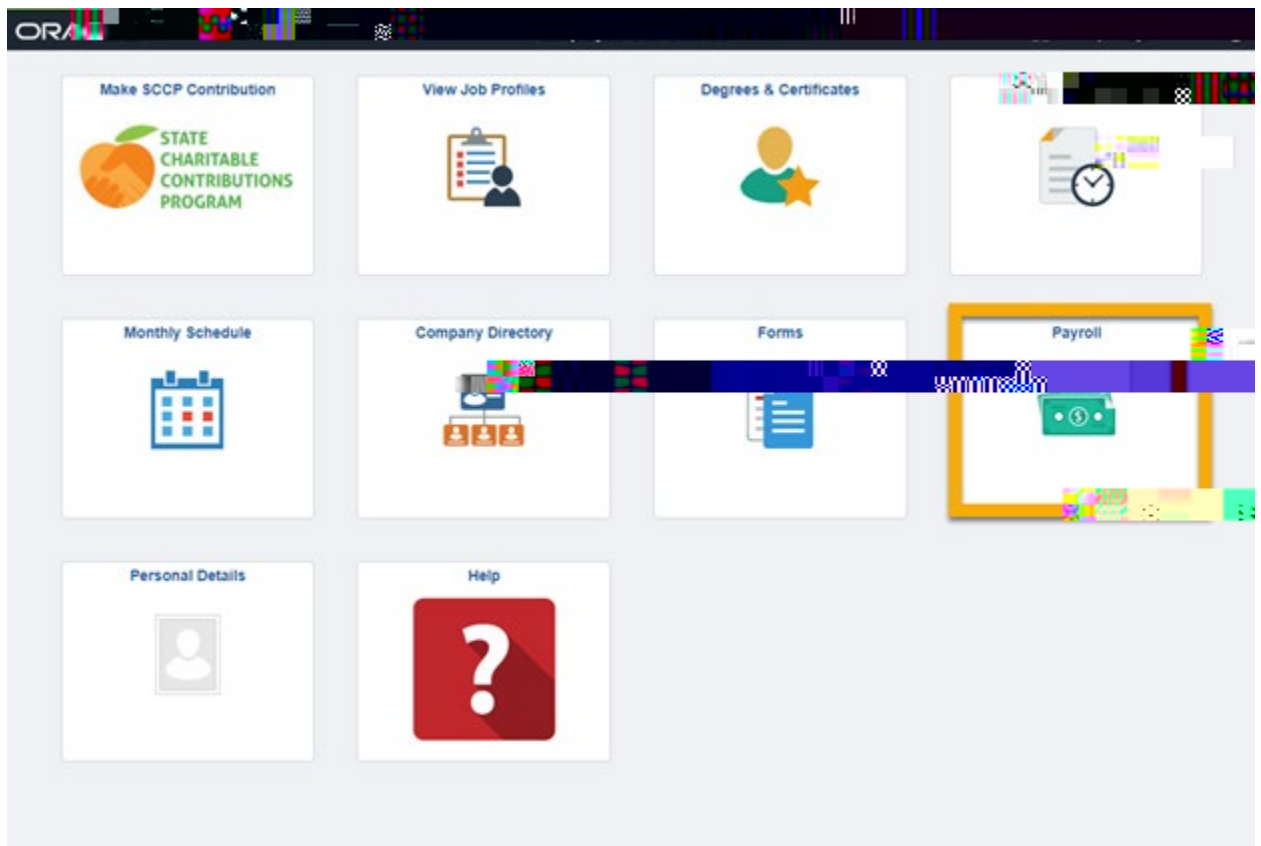 Make SCCP Contribution
View Job Profiles
Degrees & Certificates
STATE
CHARITABLE
CONTRIBUTIONS
PROGRAM
Monthly Schedule
Company Directory
Forms
Payroll
Personal Details
Help
?